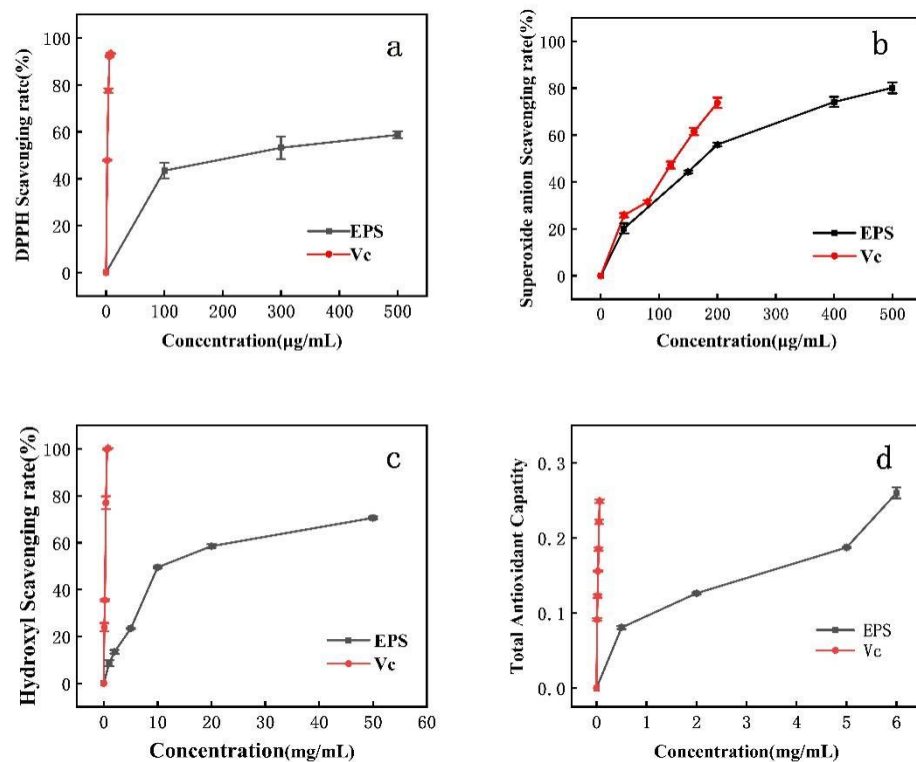 a
DPPH Scavenging rate(%)
100
80
60
40
20
0
EPS
Vc
0 100 200 300 400 500
Concentration(μg/mL)
b
Superoxide anion Scavenging rate(%)
100
80
60
40
20
0
EPS
Vc
0 100 200 300 400 500
Concentration(μg/mL)
c
Hydroxyl Scavenging rate(%)
100
80
60
40
20
0
EPS
Vc
0 10 20 30 40 50 60
Concentration(mg/mL)
d
Total Antioxidant Capatity
0.3
0.2
0.1
0.0
EPS
Vc
0 1 2 3 4 5 6
Concentration(mg/mL)